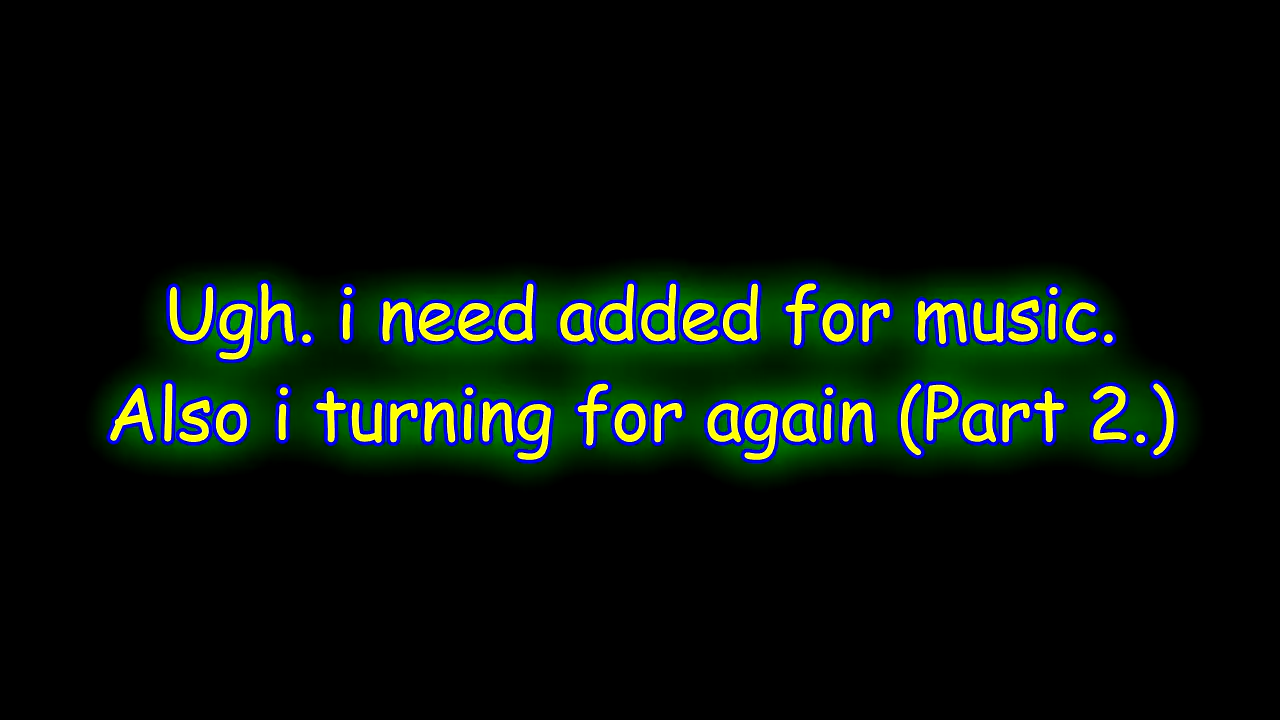 Ugh. i need added for music.
Also i turning for again (Part 2.)